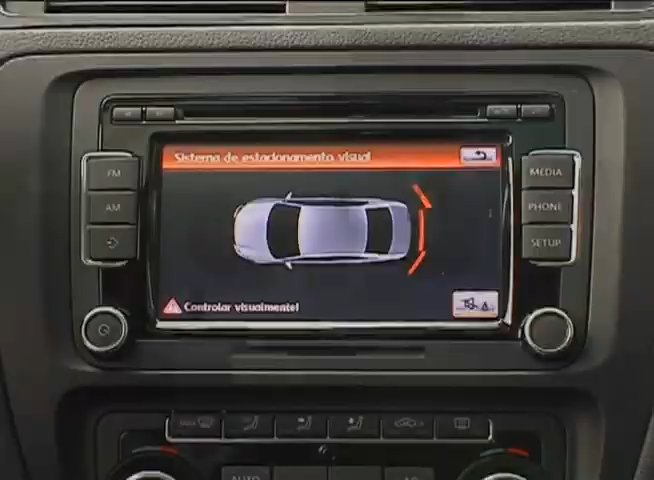 Sistema de estacionamento visual
FM
MEDIA
AM
PHONE
SETUP
Controlar visualmente!
AUTO